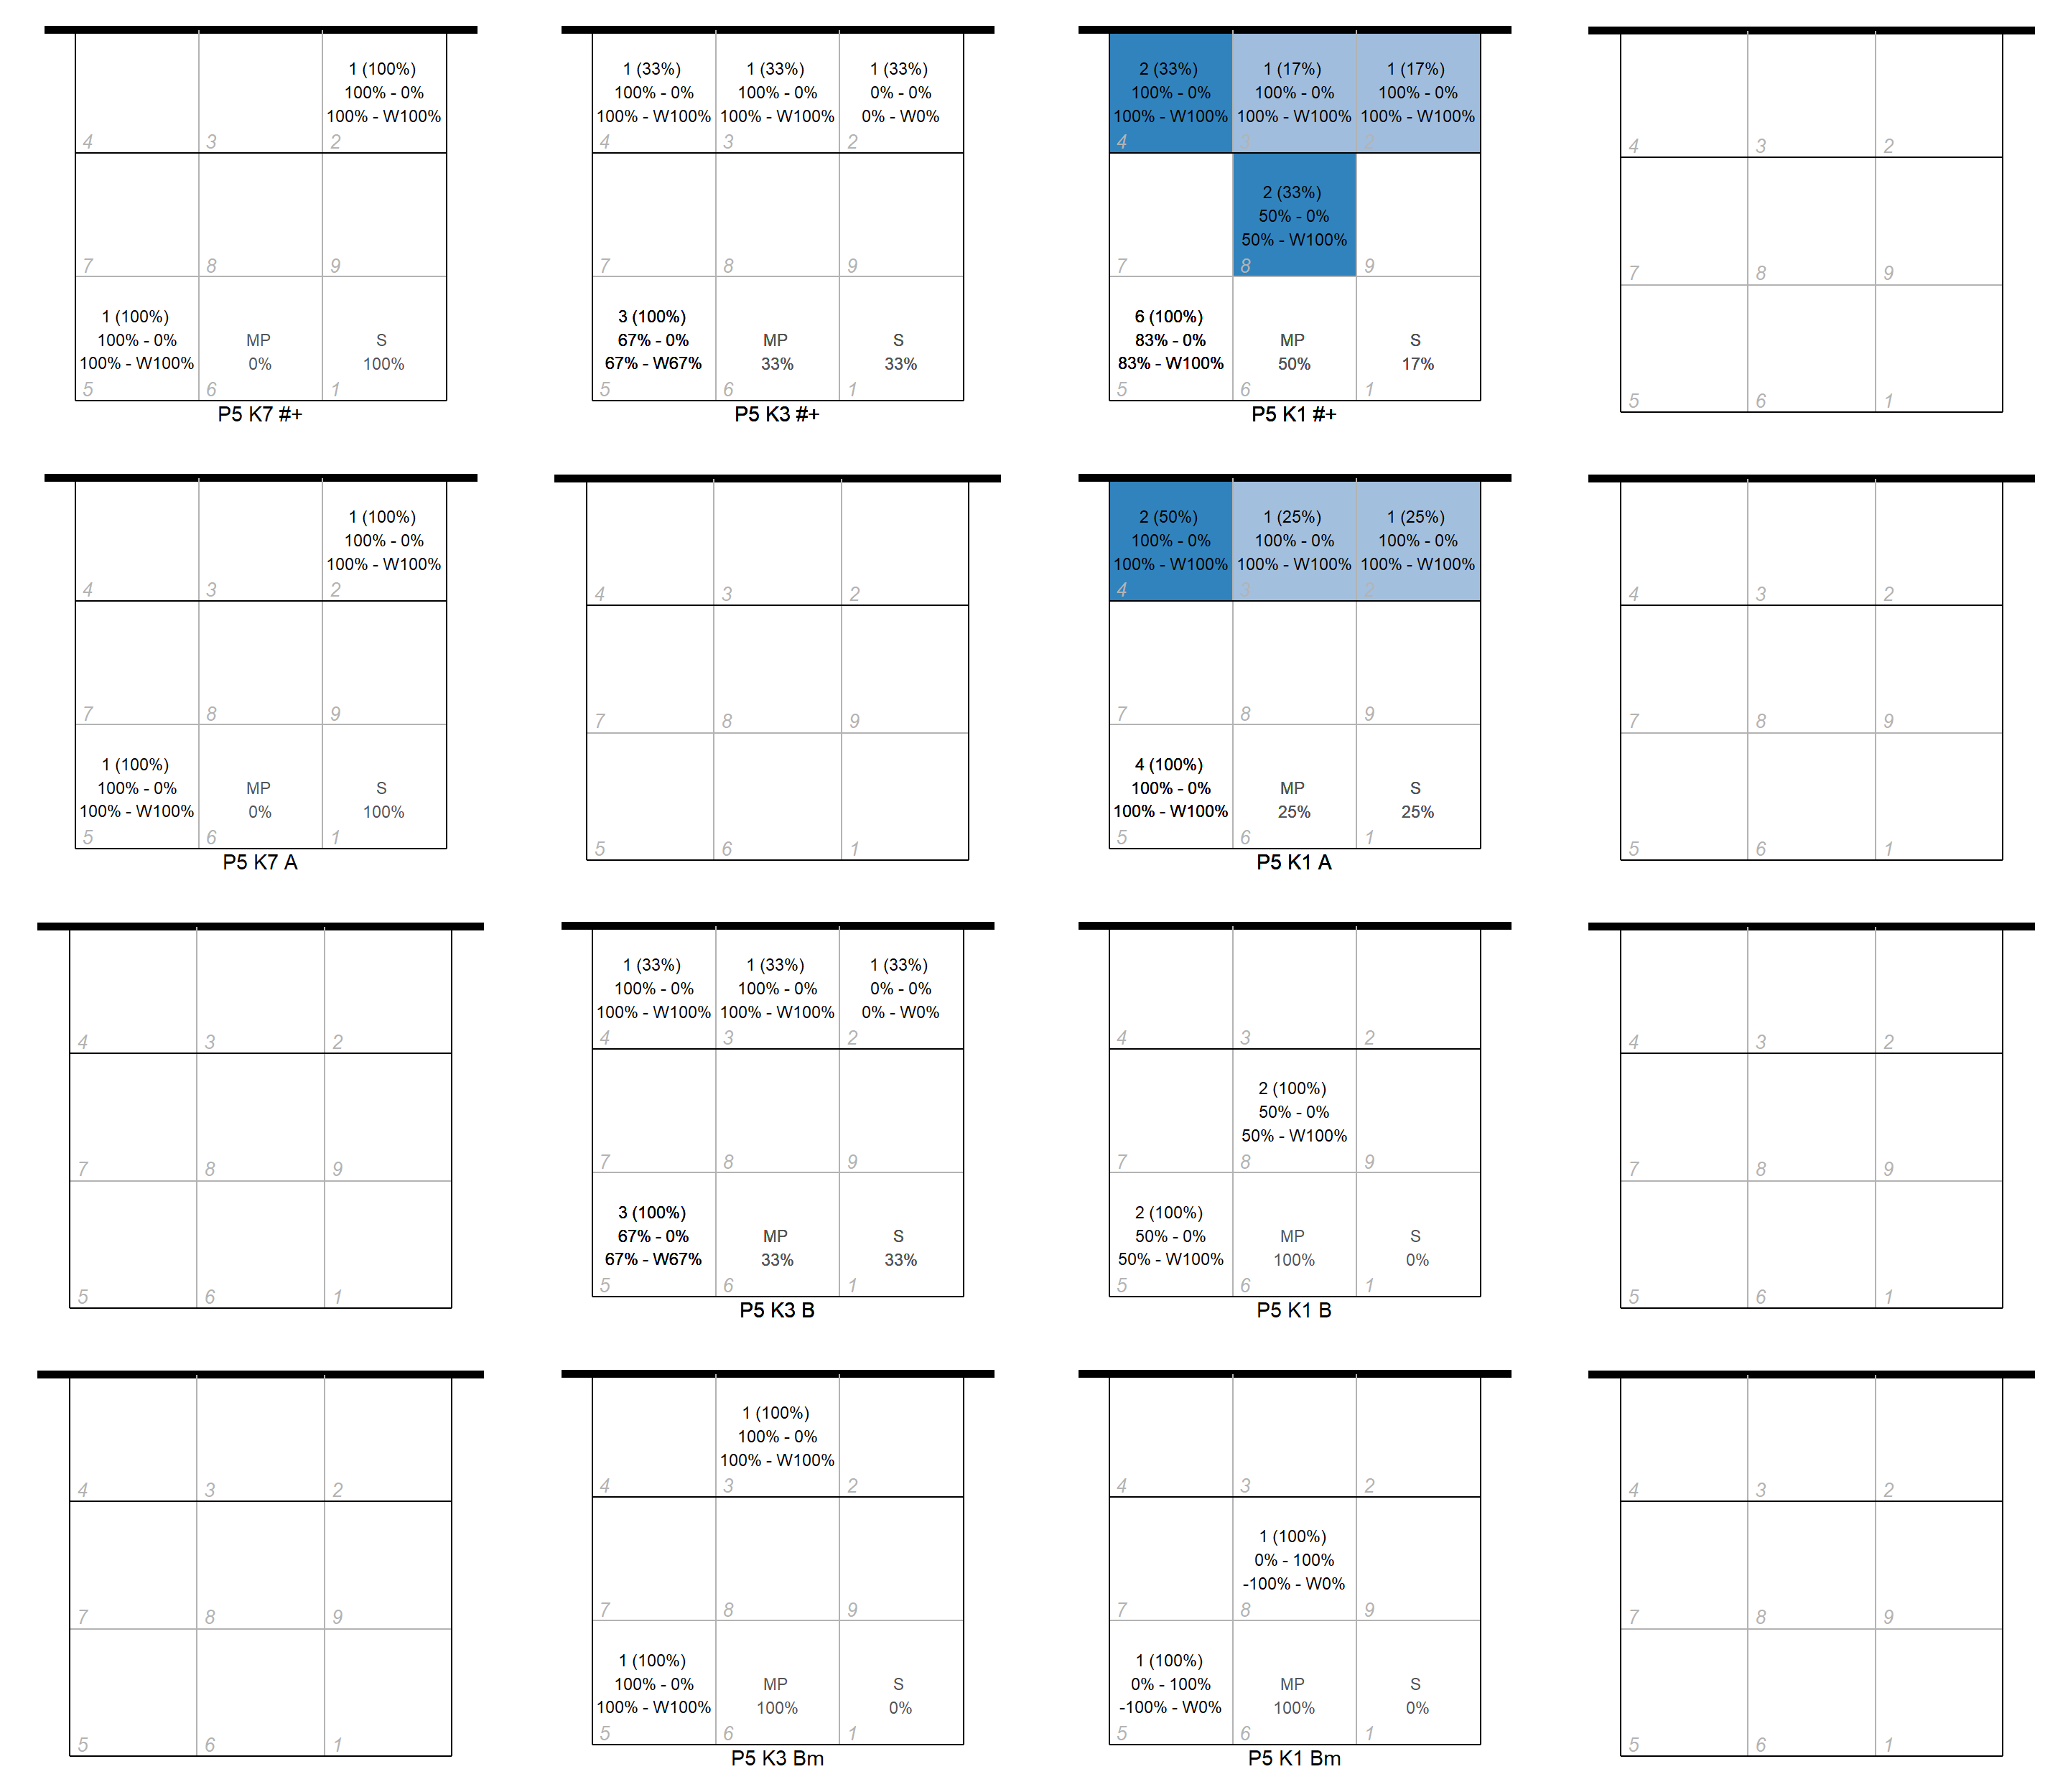 1 (100%)
100% - 0%
100% - W100%
4 3 2
7 8 9
1 (100%)
100% - 0% MP S
100% - W100% 0% 100%
5 6 1
P5 K7 #+
1 (33%) 1 (33%) 1 (33%)
100% - 0% 100% - 0% 0% - 0%
100% - W100% 100% - W100% 0% - W0%
4 3 2
7 8 9
3 (100%)
67% - 0% MP S
67% - W67% 33% 33%
5 6 1
P5 K3 #+
2 (33%) 1 (17%) 1 (17%)
100% - 0% 100% - 0% 100% - 0%
100% - W100% 100% - W100% 100% - W100%
4 3 2
2 (33%)
50% - 0%
50% - W100%
7 8 9
6 (100%)
83% - 0% MP S
83% - W100% 50% 17%
5 6 1
P5 K1 #+
4 3 2
7 8 9
5 6 1
1 (100%)
100% - 0%
100% - W100%
4 3 2
7 8 9
1 (100%)
100% - 0% MP S
100% - W100% 0% 100%
5 6 1
P5 K7 A
4 3 2
7 8 9
5 6 1
2 (50%) 1 (25%) 1 (25%)
100% - 0% 100% - 0% 100% - 0%
100% - W100% 100% - W100% 100% - W100%
4 3 2
7 8 9
4 (100%)
100% - 0% MP S
100% - W100% 25% 25%
5 6 1
P5 K1 A
4 3 2
7 8 9
5 6 1
4 3 2
7 8 9
5 6 1
1 (33%) 1 (33%) 1 (33%)
100% - 0% 100% - 0% 0% - 0%
100% - W100% 100% - W100% 0% - W0%
4 3 2
7 8 9
3 (100%)
67% - 0% MP S
67% - W67% 33% 33%
5 6 1
P5 K3 B
4 3 2
2 (100%)
50% - 0%
50% - W100%
7 8 9
2 (100%)
50% - 0% MP S
50% - W100% 100% 0%
5 6 1
P5 K1 B
4 3 2
7 8 9
5 6 1
4 3 2
7 8 9
5 6 1
1 (100%)
100% - 0%
100% - W100%
4 3 2
7 8 9
1 (100%)
100% - 0% MP S
100% - W100% 100% 0%
5 6 1
P5 K3 Bm
4 3 2
1 (100%)
0% - 100%
-100% - W0%
7 8 9
1 (100%)
0% - 100% MP S
-100% - W0% 100% 0%
5 6 1
P5 K1 Bm
4 3 2
7 8 9
5 6 1